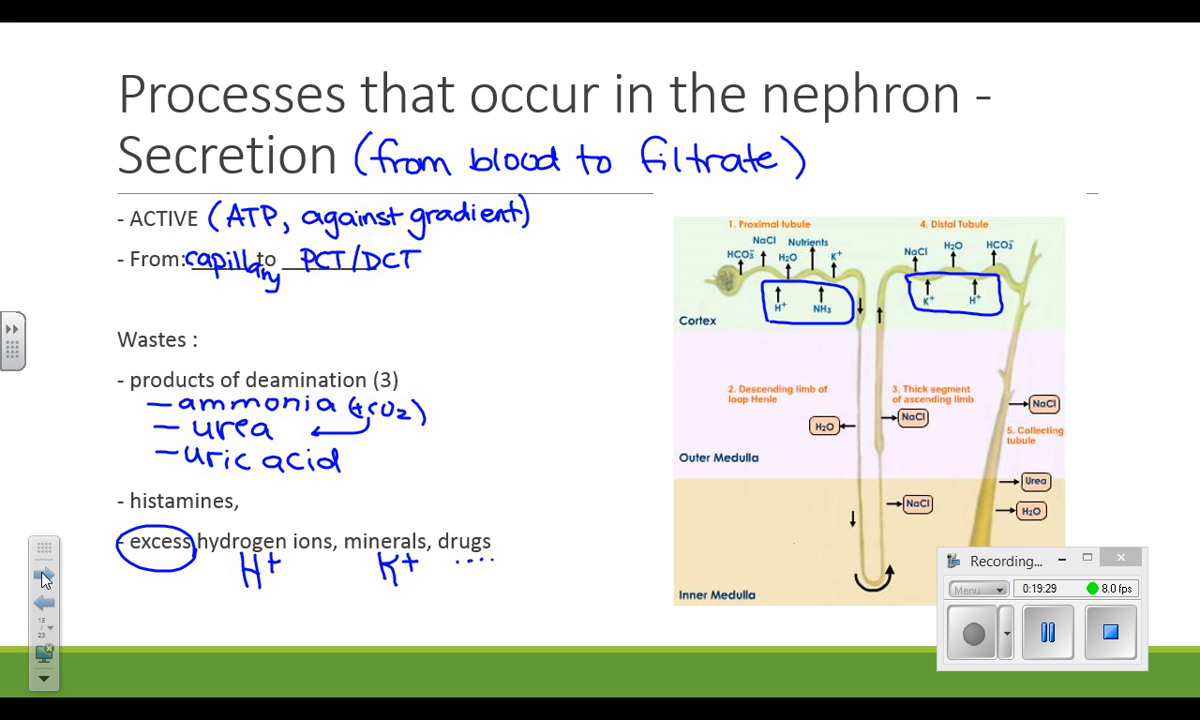 Processes that occur in the nephron -
Secretion (from blood to filtrate)
- ACTIVE (ATP, against gradient)
- From: capillary to PCT/DCT
Wastes :
- products of deamination (3)
- ammonia (+CO2)
- urea
- uric acid
- histamines,
- excess hydrogen ions, minerals, drugs
H+ K+ ....
1. Proximal tubule
4. Distal Tubule
NaCl Nutrients
HCO3- H2O K+
H+ NH3
NaCl H2O HCO3-
K+ H+
Cortex
2. Descending limb of
loop Henle
3. Thick segment
of ascending limb
H2O
NaCl
NaCl
5. Collecting
tubule
Outer Medulla
Urea
NaCl
H2O
Inner Medulla
Recording...
Menu
0:19:29
8.0 fps
15
/
23